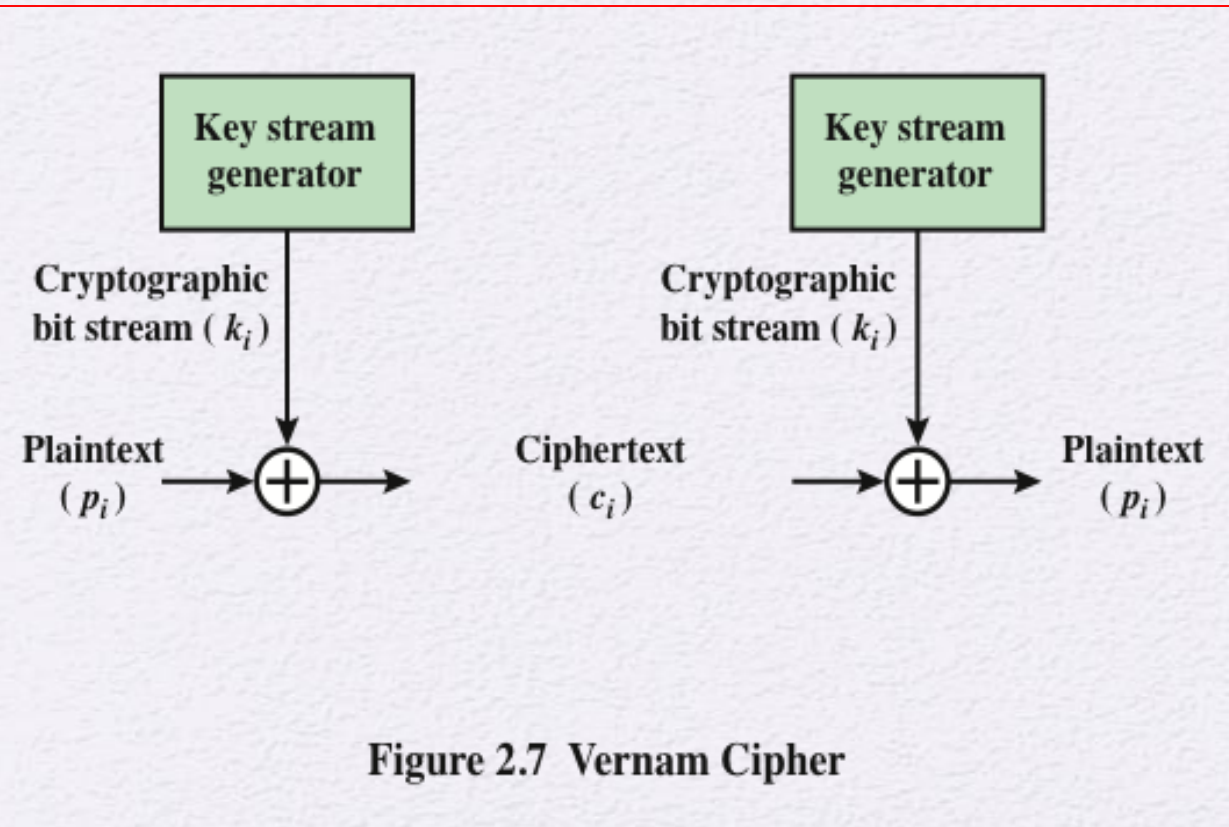 Key stream
generator
Key stream
generator
Cryptographic
bit stream ( kᵢ )
Cryptographic
bit stream ( kᵢ )
Plaintext
( pᵢ )
Ciphertext
( cᵢ )
Plaintext
( pᵢ )
Figure 2.7 Vernam Cipher